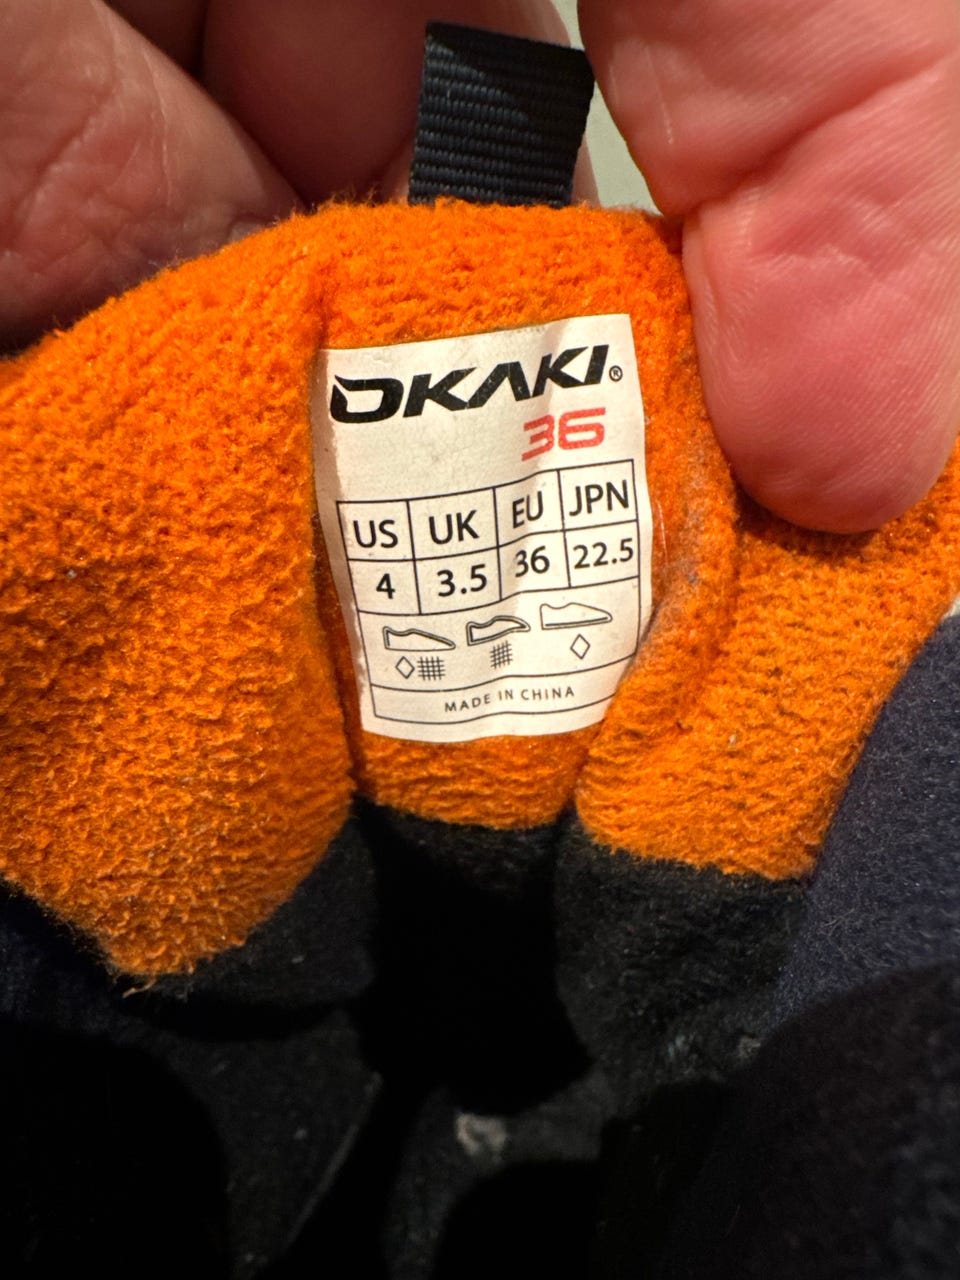 OKAKI®
36
US UK EU JPN
4 3.5 36 22.5
MADE IN CHINA